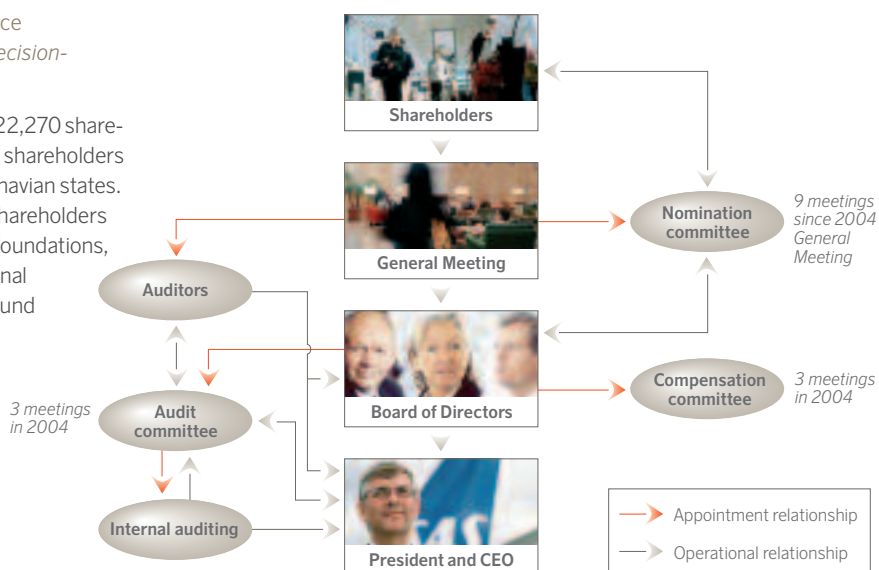 ce
ecision-
22,270 share-
shareholders
navian states.
hareholders
oundations,
nal
und
Shareholders
General Meeting
Nomination
committee
9 meetings
since 2004
General
Meeting
Auditors
Board of Directors
Compensation
committee
3 meetings
in 2004
3 meetings
in 2004
Audit
committee
Internal auditing
AS
President and CEO
Appointment relationship
Operational relationship